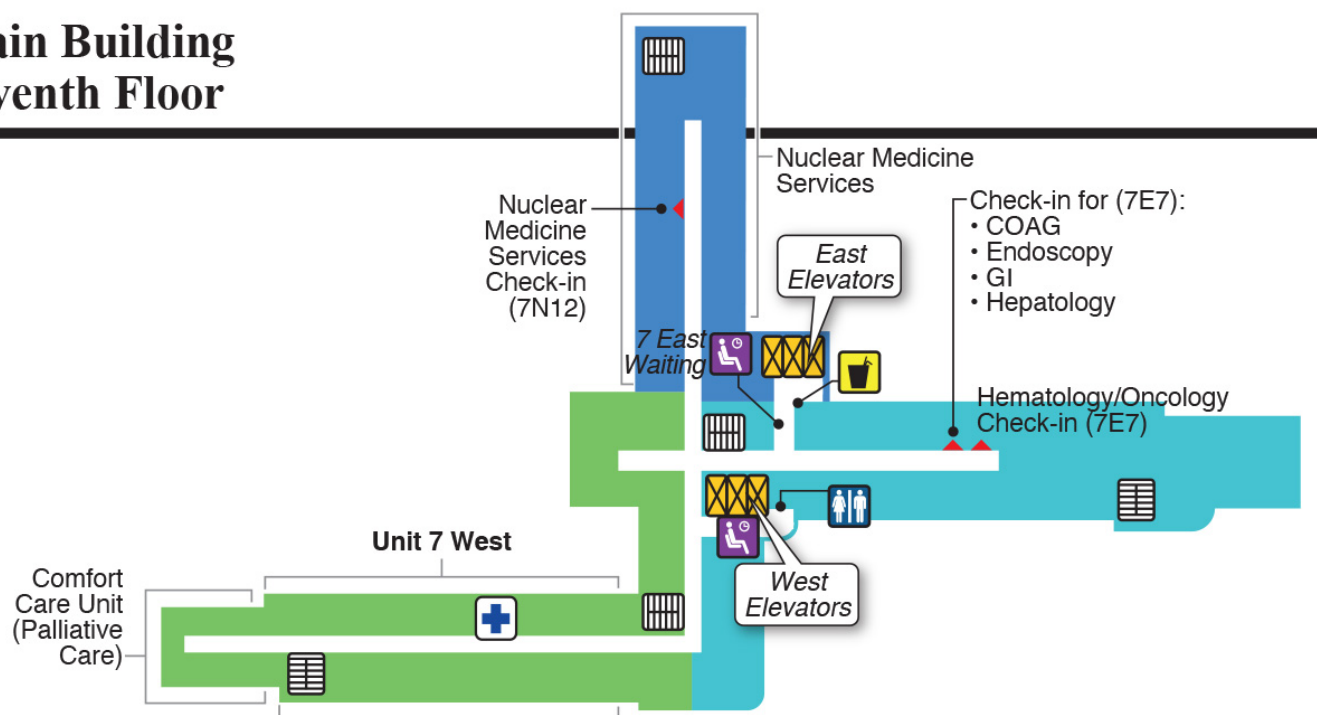 ain Building
venth Floor
Nuclear Medicine
Services
Nuclear
Medicine
Services
Check-in
(7N12)
Check-in for (7E7):
• COAG
• Endoscopy
• GI
• Hepatology
East
Elevators
7 East
Waiting
Hematology/Oncology
Check-in (7E7)
Unit 7 West
West
Elevators
Comfort
Care Unit
(Palliative
Care)